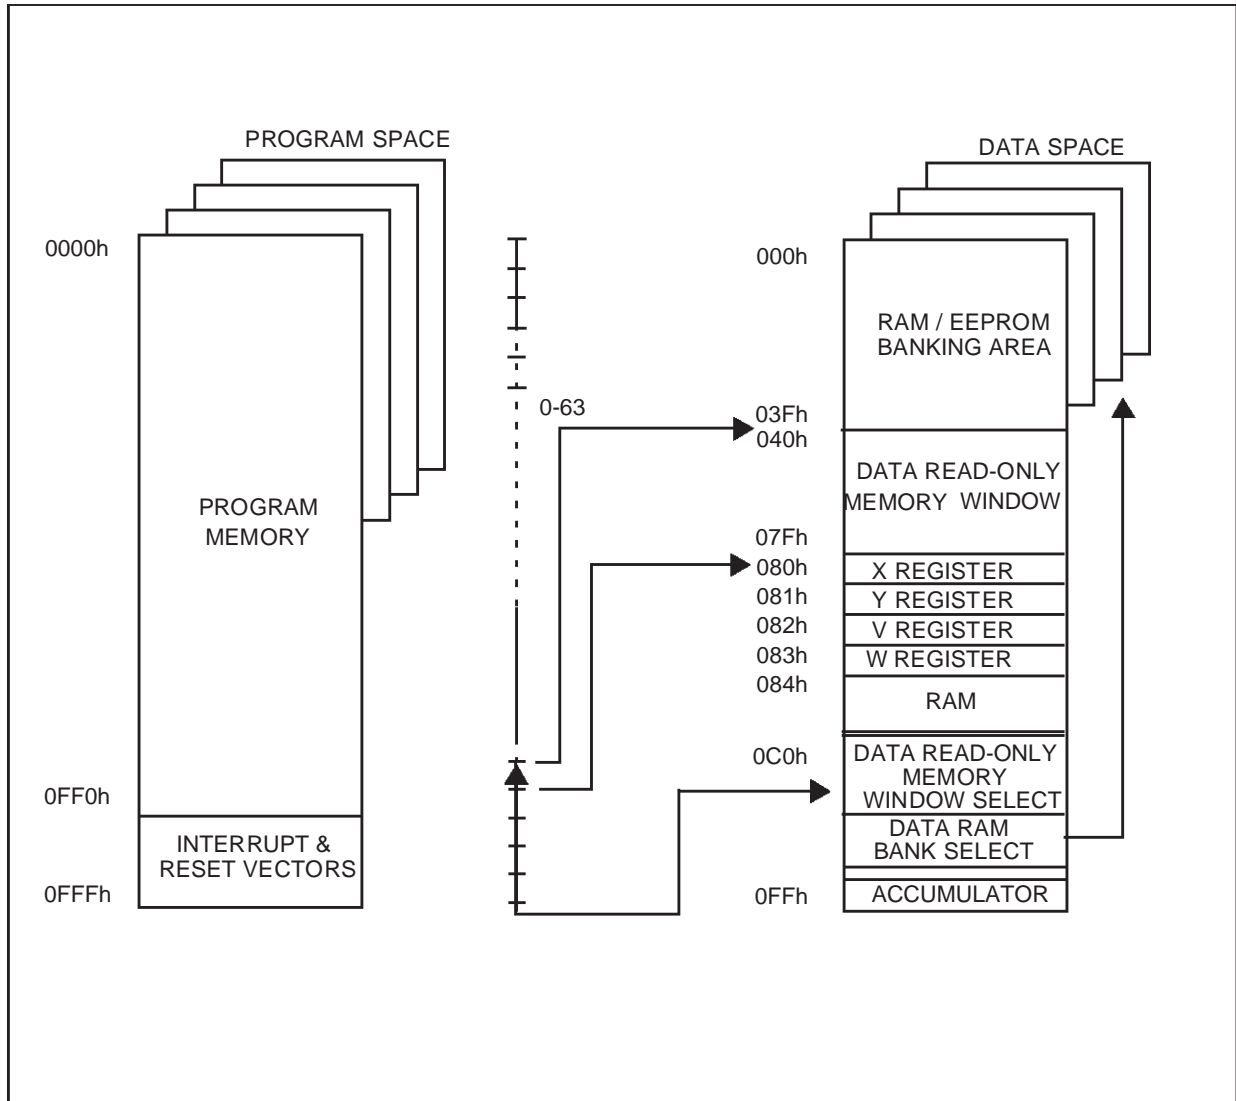 PROGRAM SPACE
0000h
PROGRAM
MEMORY
0FF0h
INTERRUPT &
RESET VECTORS
0FFFh
0-63
DATA SPACE
000h
RAM / EEPROM
BANKING AREA
03Fh
040h
DATA READ-ONLY
MEMORY WINDOW
07Fh
080h
X REGISTER
081h
Y REGISTER
082h
V REGISTER
083h
W REGISTER
084h
RAM
0C0h
DATA READ-ONLY
MEMORY
WINDOW SELECT
DATA RAM
BANK SELECT
0FFh
ACCUMULATOR